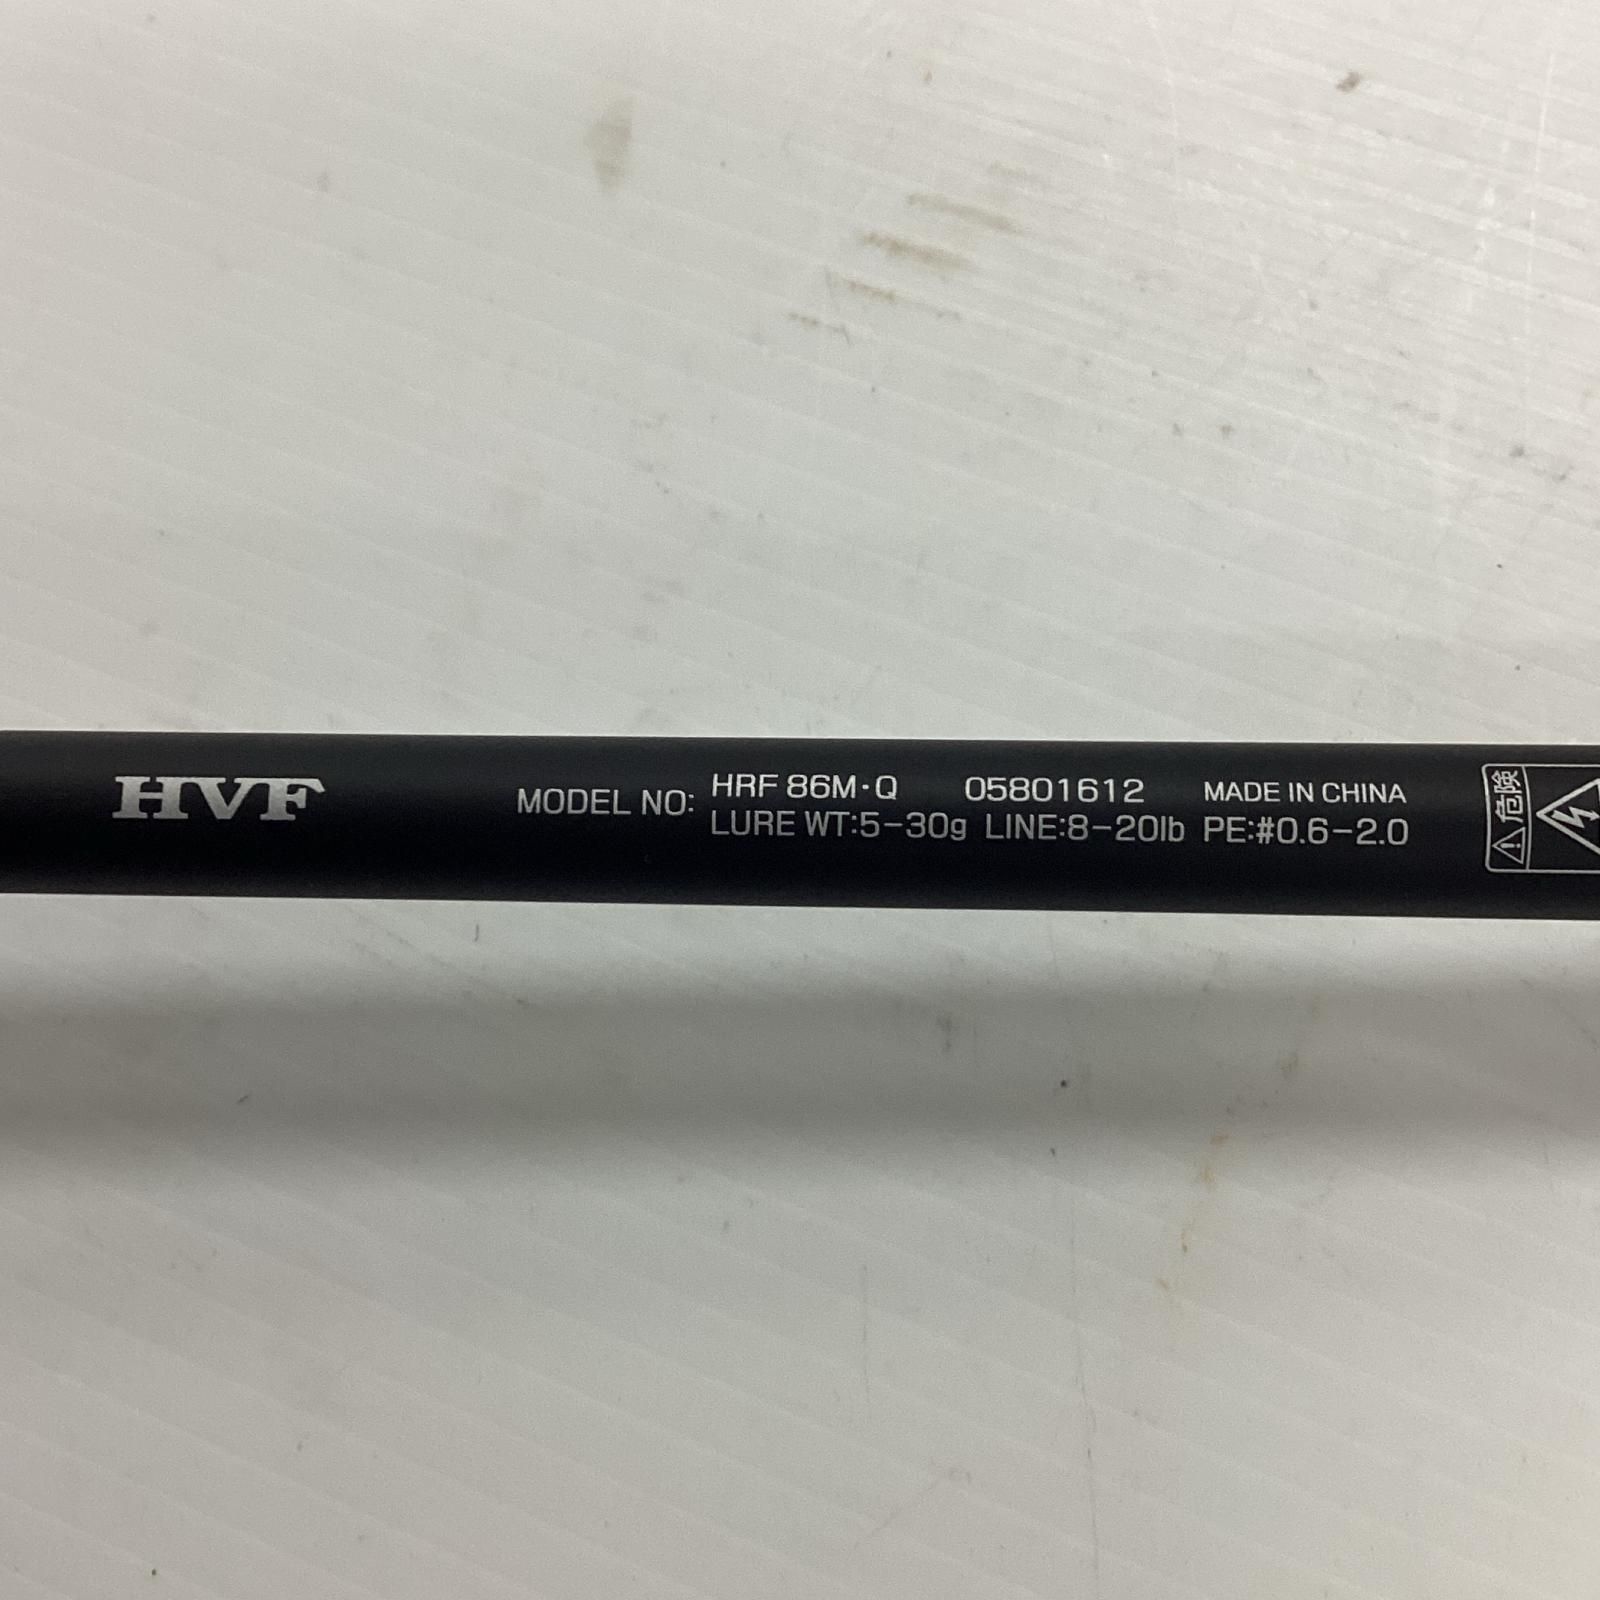 HVF
MODEL NO: HRF 86M·Q 05801612 MADE IN CHINA
LURE WT:5-30g LINE:8-20lb PE:#0.6-2.0
危険